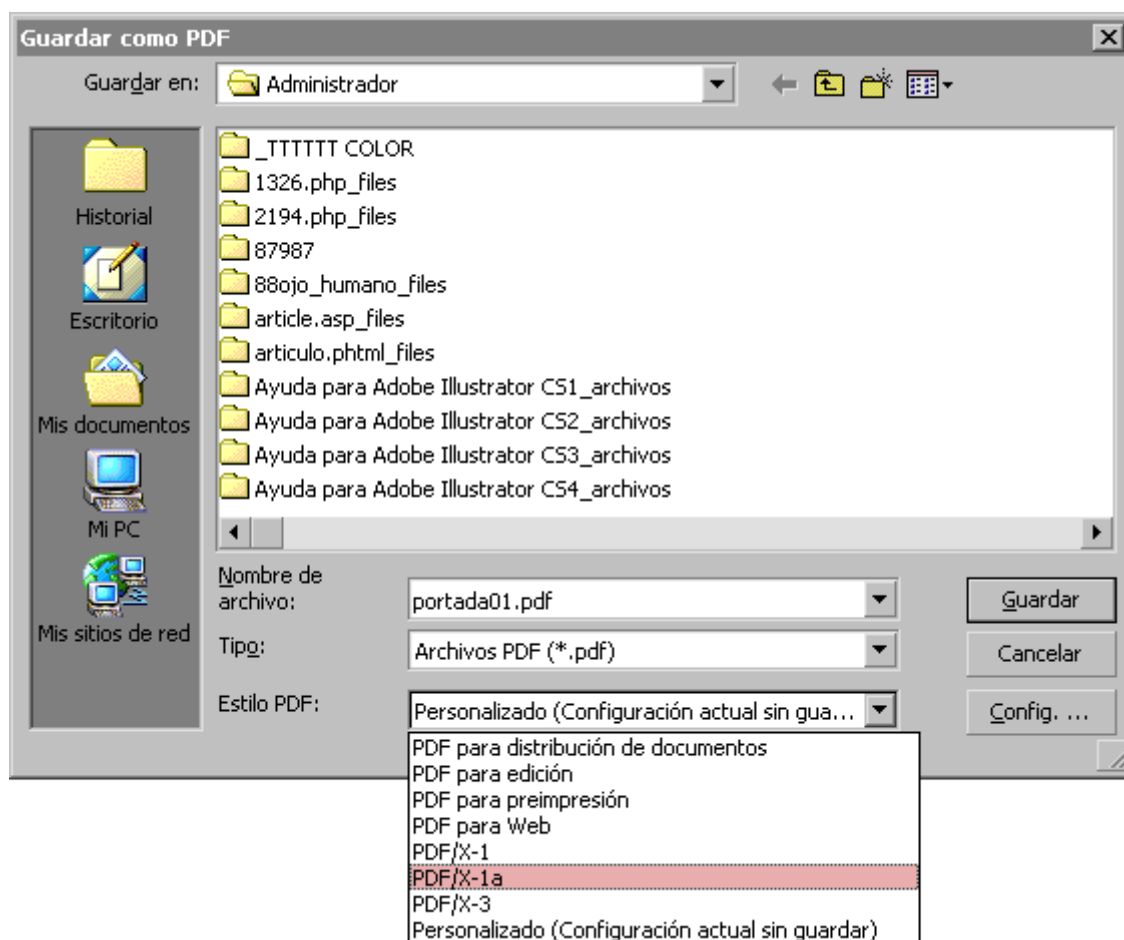 Guardar como PDF
Guardar en:
Administrador
Historial
Escritorio
Mis documentos
Mi PC
Mis sitios de red
_TTTTTT COLOR
1326.php_files
2194.php_files
87987
88ojo_humano_files
article.asp_files
articulo.phtml_files
Ayuda para Adobe Illustrator CS1_archivos
Ayuda para Adobe Illustrator CS2_archivos
Ayuda para Adobe Illustrator CS3_archivos
Ayuda para Adobe Illustrator CS4_archivos
Nombre de
archivo:
portada01.pdf
Guardar
Tipo:
Archivos PDF (*.pdf)
Cancelar
Estilo PDF:
Personalizado (Configuración actual sin gua...
Config. ...
PDF para distribución de documentos
PDF para edición
PDF para preimpresión
PDF para Web
PDF/X-1
PDF/X-1a
PDF/X-3
Personalizado (Configuración actual sin guardar)